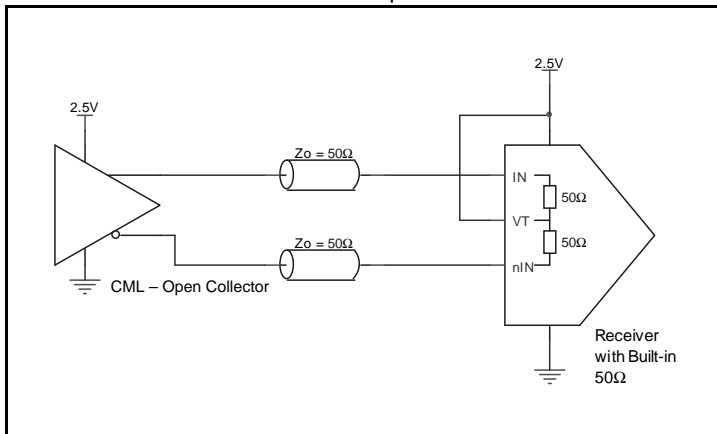 2.5V
2.5V
Zo = 50Ω
IN
50Ω
VT
50Ω
Zo = 50Ω
nIN
CML – Open Collector
Receiver
with Built-in
50Ω